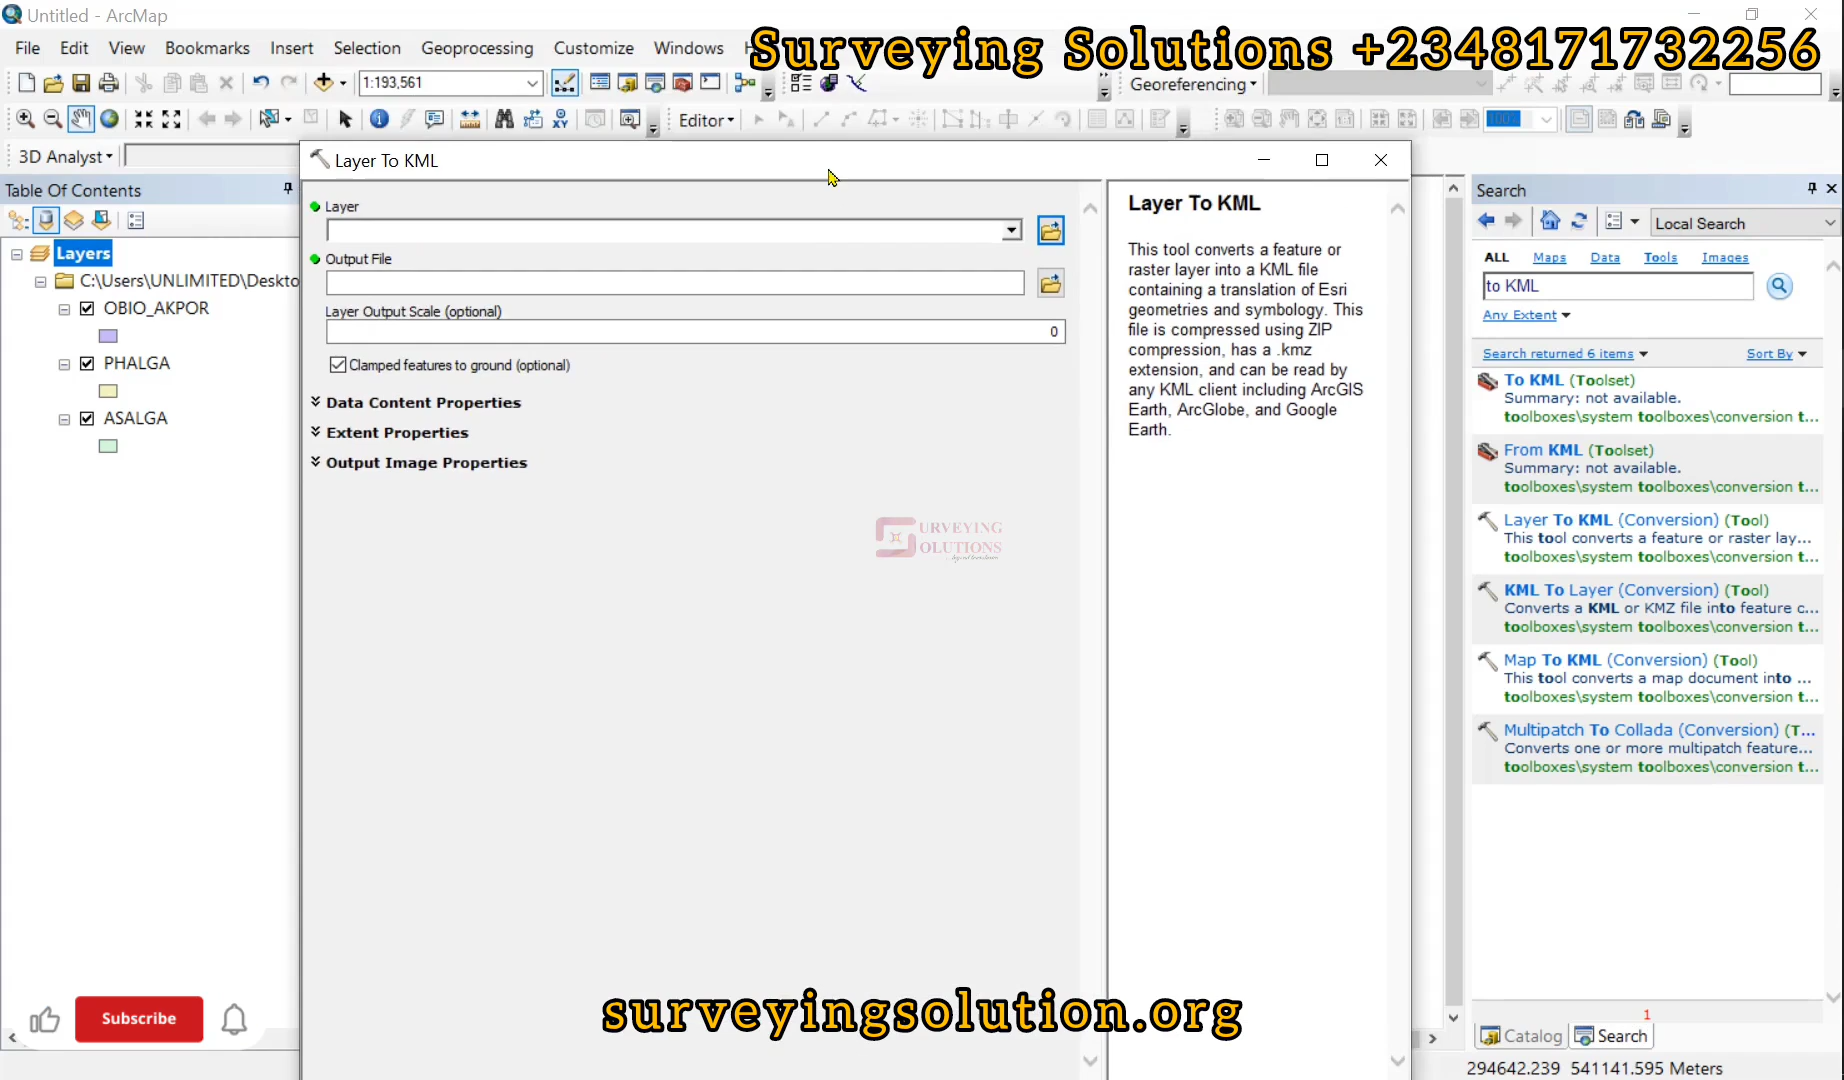 Untitled - ArcMap
File Edit View Bookmarks Insert Selection Geoprocessing Customize Windows H
Surveying Solutions +2348171732256
1:193,561
Georeferencing
Editor
100%
3D Analyst
Table Of Contents
Layers
C:\Users\UNLIMITED\Deskto
OBIO_AKPOR
PHALGA
ASALGA
Layer To KML
Layer
Output File
Layer Output Scale (optional)
0
Clamped features to ground (optional)
Data Content Properties
Extent Properties
Output Image Properties
URVEYING
OLUTIONS
Layer To KML
This tool converts a feature or
raster layer into a KML file
containing a translation of Esri
geometries and symbology. This
file is compressed using ZIP
compression, has a .kmz
extension, and can be read by
any KML client including ArcGIS
Earth, ArcGlobe, and Google
Earth.
Search
Local Search
ALL Maps Data Tools Images
to KML
Any Extent
Search returned 6 items Sort By
To KML (Toolset)
Summary: not available.
toolboxes\system toolboxes\conversion t...
From KML (Toolset)
Summary: not available.
toolboxes\system toolboxes\conversion t...
Layer To KML (Conversion) (Tool)
This tool converts a feature or raster lay...
toolboxes\system toolboxes\conversion t...
KML To Layer (Conversion) (Tool)
Converts a KML or KMZ file into feature c...
toolboxes\system toolboxes\conversion t...
Map To KML (Conversion) (Tool)
This tool converts a map document into ...
toolboxes\system toolboxes\conversion t...
Multipatch To Collada (Conversion) (T...
Converts one or more multipatch feature...
toolboxes\system toolboxes\conversion t...
1
Catalog Search
294642.239 541141.595 Meters
Subscribe
surveyingsolution.org